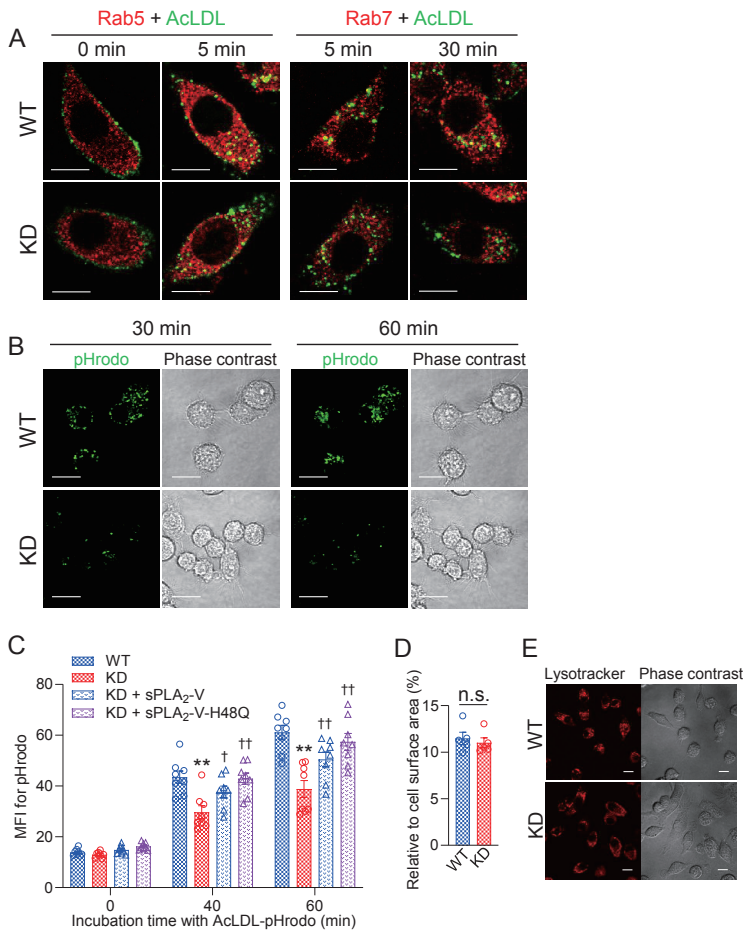 A
Rab5 + AcLDL
Rab7 + AcLDL
0 min
5 min
5 min
30 min
WT
KD
B
30 min
60 min
pHrodo
Phase contrast
pHrodo
Phase contrast
WT
KD
C
WT
KD
KD + sPLA₂-V
KD + sPLA₂-V-H48Q
MFI for pHrodo
80
60
40
20
0
**
†
††
**
††
††
0
40
60
Incubation time with AcLDL-pHrodo (min)
D
Relative to cell surface area (%)
15
10
5
0
n.s.
WT
KD
E
Lysotracker
Phase contrast
WT
KD